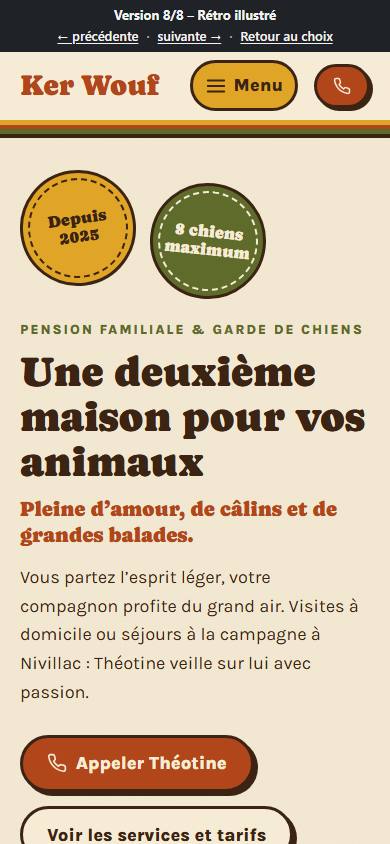 Version 8/8 – Rétro illustré
← précédente · suivante → · Retour au choix
Ker Wouf
Menu
Depuis
2025
8 chiens
maximum
PENSION FAMILIALE & GARDE DE CHIENS
Une deuxième
maison pour vos
animaux
Pleine d’amour, de câlins et de
grandes balades.
Vous partez l’esprit léger, votre
compagnon profite du grand air. Visites à
domicile ou séjours à la campagne à
Nivillac : Théotine veille sur lui avec
passion.
Appeler Théotine
Voir les services et tarifs